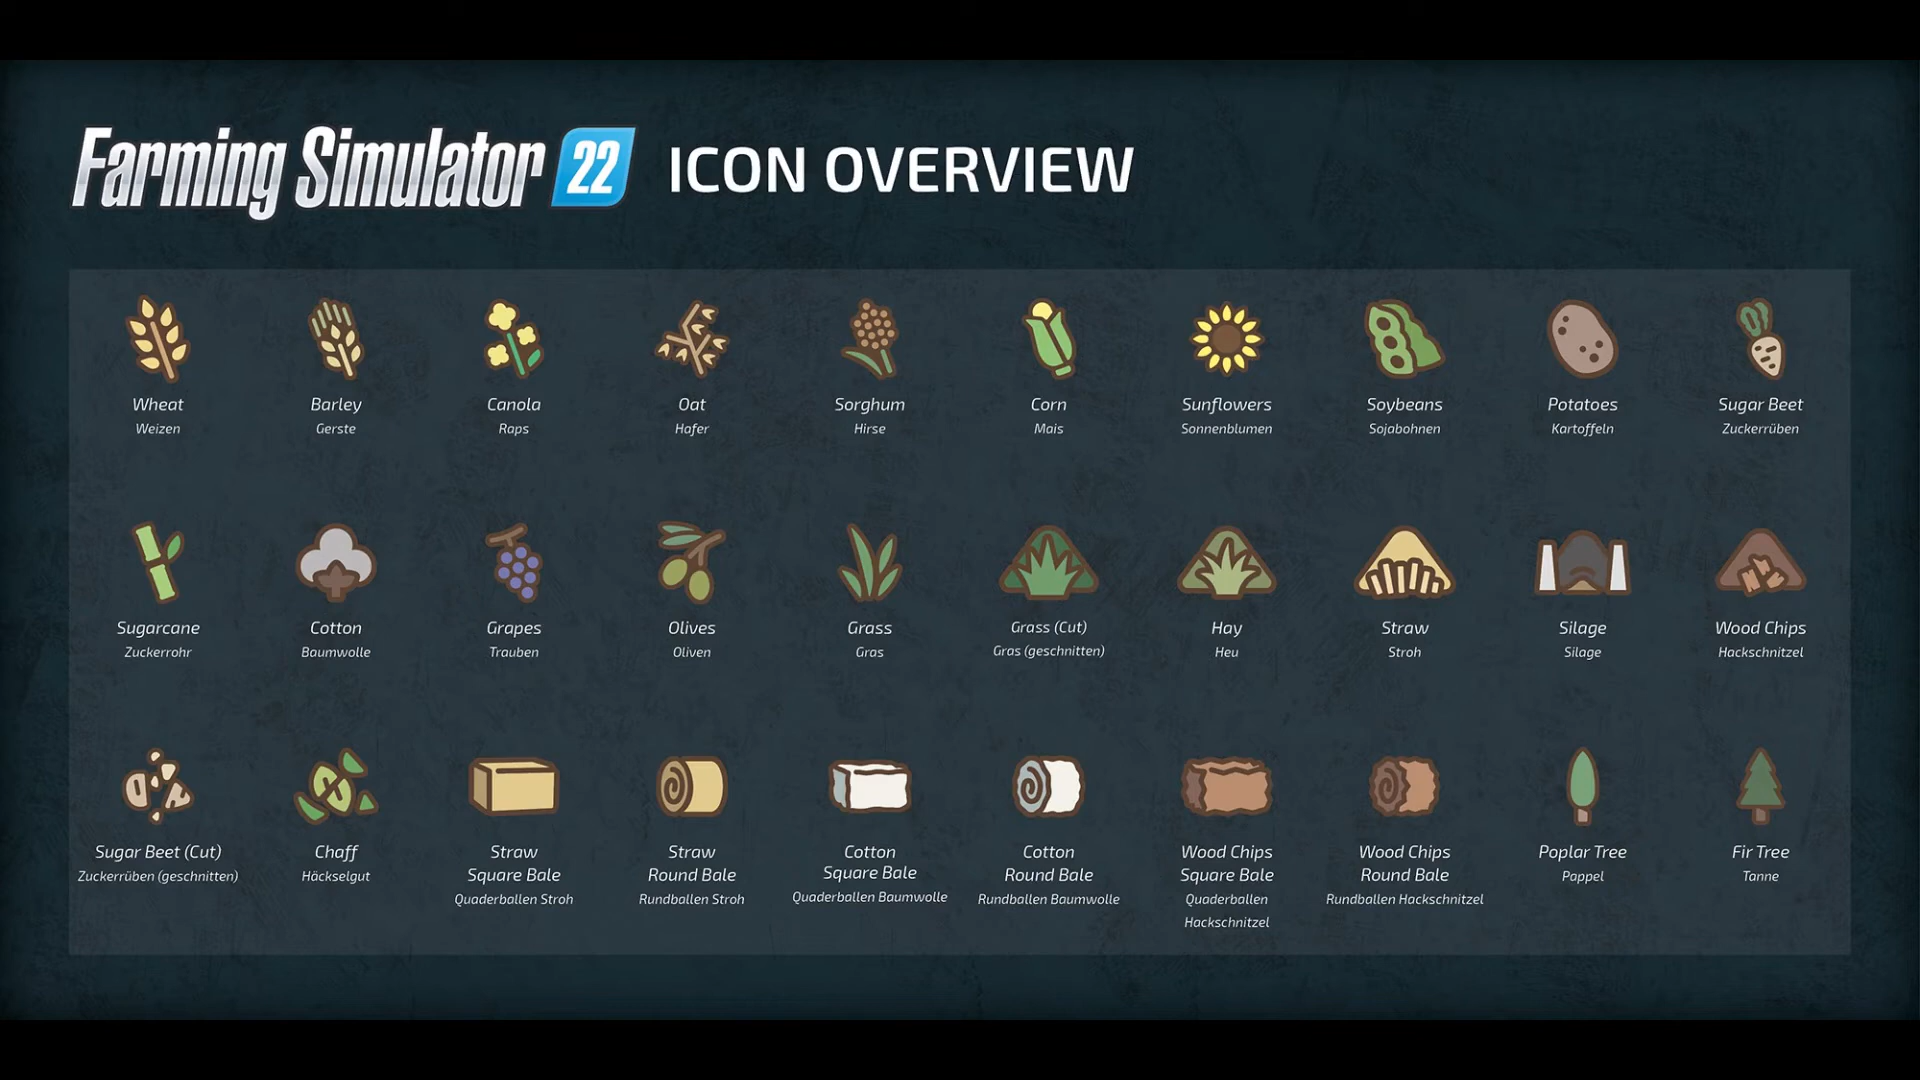 Farming Simulator 22 ICON OVERVIEW
Wheat Barley Canola Oat Sorghum Corn Sunflowers Soybeans Potatoes Sugar Beet
Weizen Gerste Raps Hafer Hirse Mais Sonnenblumen Sojabohnen Kartoffeln Zuckerrüben
Sugarcane Cotton Grapes Olives Grass Grass (Cut) Hay Straw Silage Wood Chips
Zuckerrohr Baumwolle Trauben Oliven Gras Gras (geschnitten) Heu Stroh Silage Hackschnitzel
Sugar Beet (Cut) Chaff Straw Straw Cotton Cotton Wood Chips Wood Chips Poplar Tree Fir Tree
Zuckerrüben (geschnitten) Häckselgut Square Bale Round Bale Square Bale Round Bale Square Bale Round Bale Pappel Tanne
Quaderballen Stroh Rundballen Stroh Quaderballen Baumwolle Rundballen Baumwolle Quaderballen Rundballen Hackschnitzel
Hackschnitzel